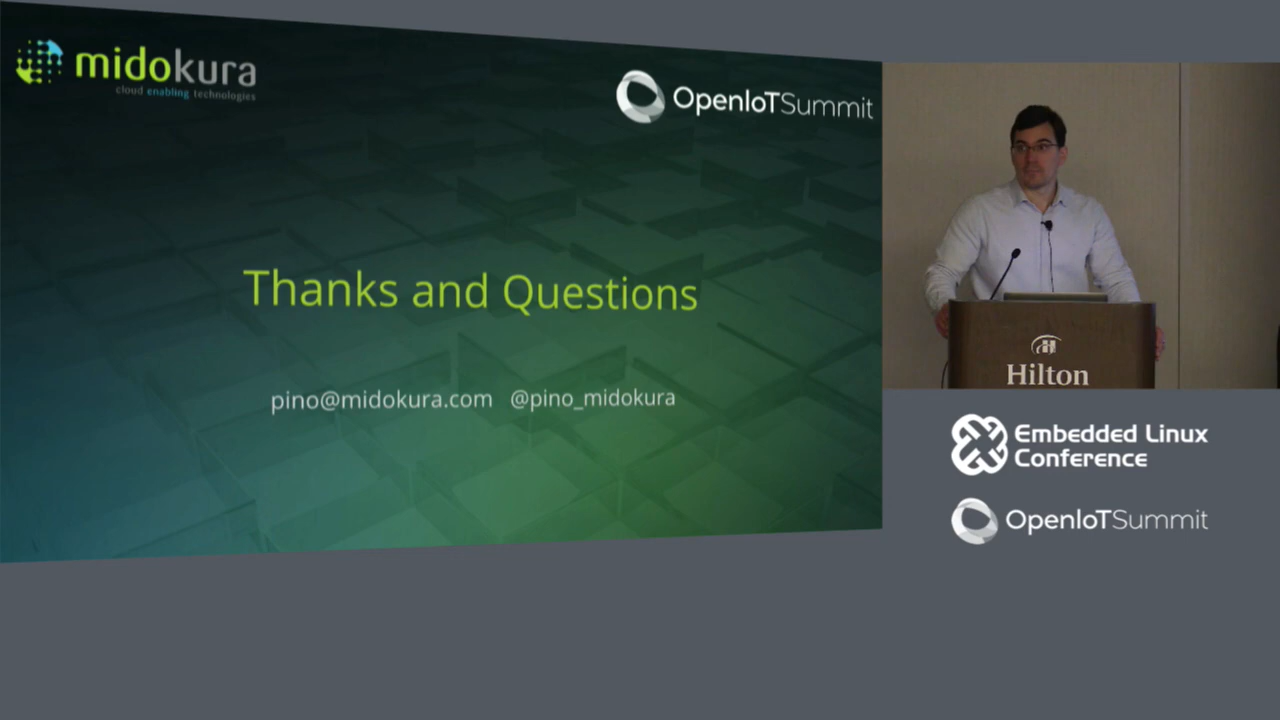 midokura
cloud enabling technologies
OpenIoTSummit
Thanks and Questions
pino@midokura.com @pino_midokura
Hilton
Embedded Linux
Conference
OpenIoTSummit